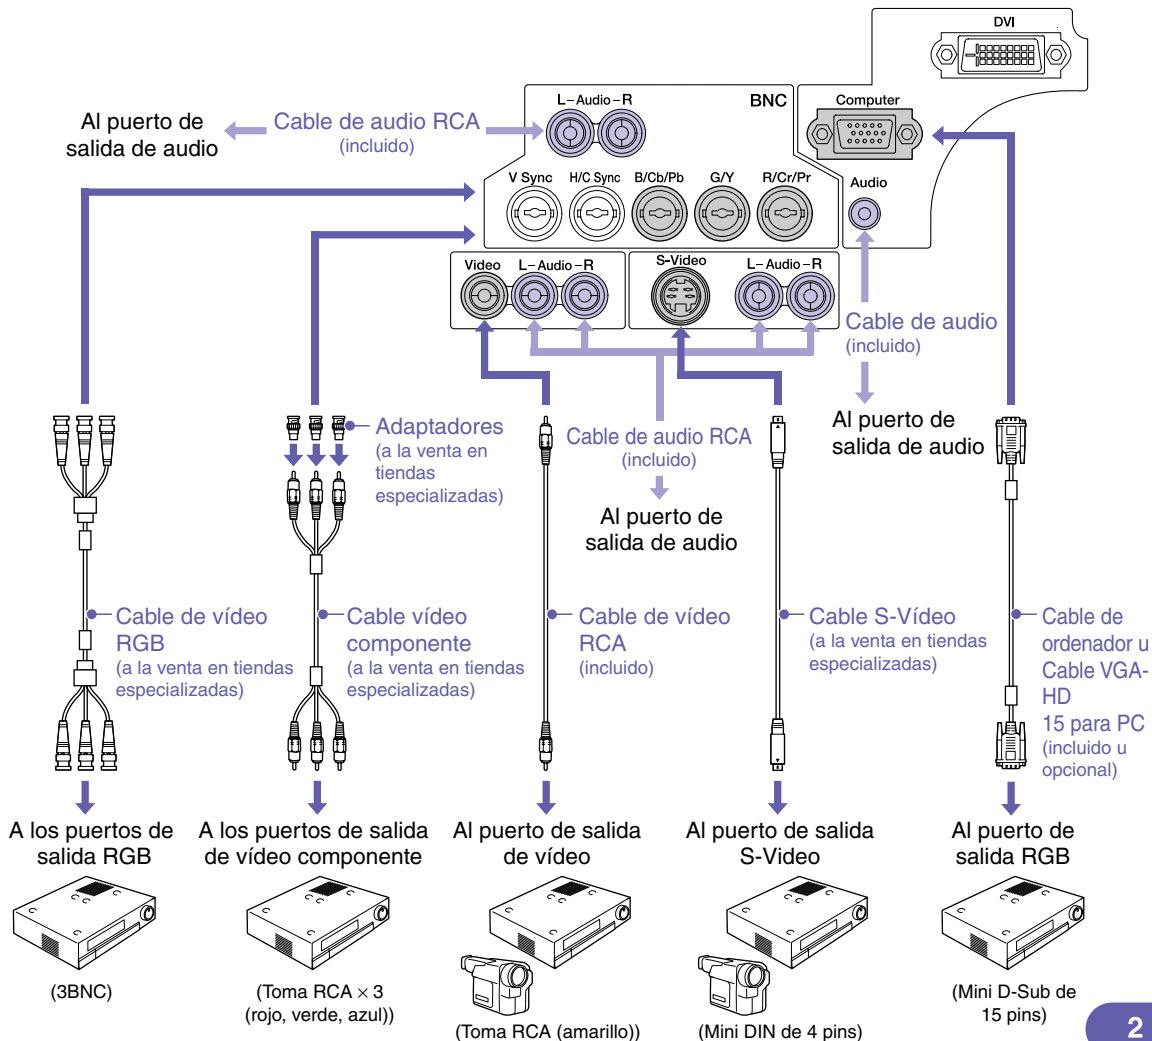 DVI
L–Audio–R
BNC
Computer
Al puerto de
salida de audio
Cable de audio RCA
(incluido)
V Sync
H/C Sync
B/Cb/Pb
G/Y
R/Cr/Pr
Audio
Video
L–Audio–R
S-Video
L–Audio–R
Cable de audio
(incluido)
Al puerto de
salida de audio
Adaptadores
(a la venta en
tiendas
especializadas)
Cable de audio RCA
(incluido)
Al puerto de
salida de audio
Cable de vídeo
RGB
(a la venta en tiendas
especializadas)
Cable vídeo
componente
(a la venta en tiendas
especializadas)
Cable de vídeo
RCA
(incluido)
Cable S-Vídeo
(a la venta en tiendas
especializadas)
Cable de
ordenador u
Cable VGA-
HD
15 para PC
(incluido u
opcional)
A los puertos de
salida RGB
A los puertos de salida
de vídeo componente
Al puerto de salida
de vídeo
Al puerto de salida
S-Video
Al puerto de
salida RGB
(3BNC)
(Toma RCA × 3
(rojo, verde, azul))
(Toma RCA (amarillo))
(Mini DIN de 4 pins)
(Mini D-Sub de
15 pins)
2